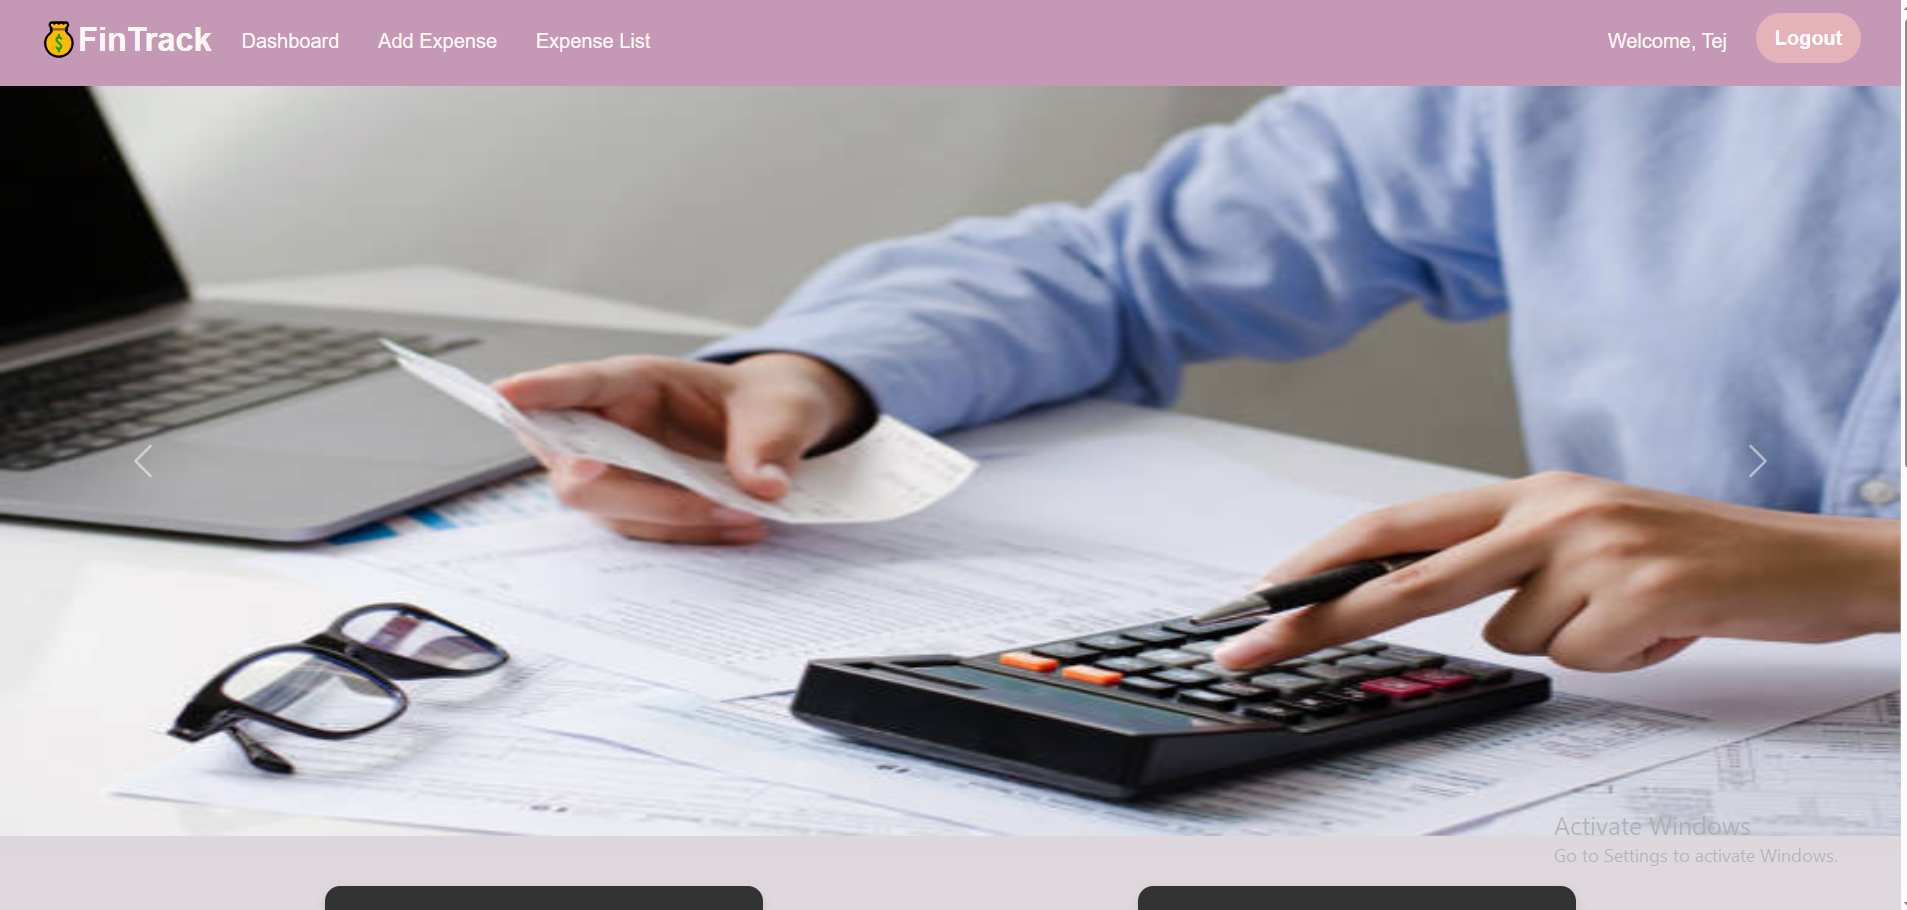 FinTrack
Dashboard
Add Expense
Expense List
Welcome, Tej
Logout
Activate Windows
Go to Settings to activate Windows.